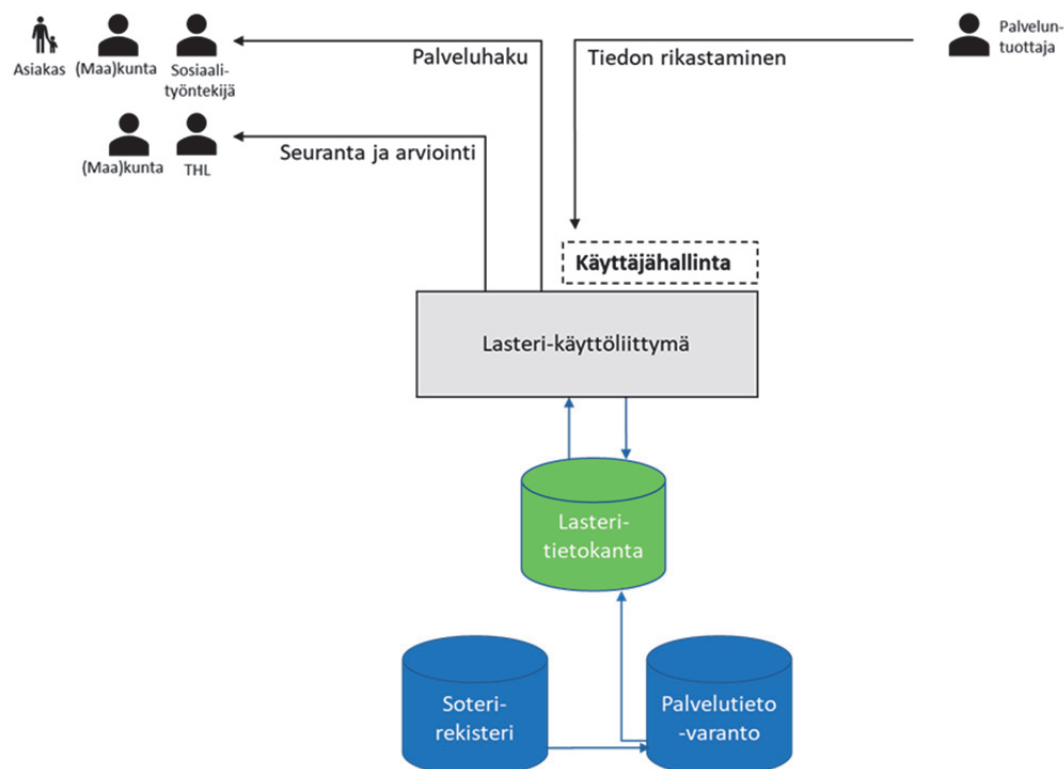 Asiakas
(Maa)kunta
Sosiaali-
työntekijä
Palveluhaku
Tiedon rikastaminen
Palvelun-
tuottaja
(Maa)kunta
THL
Seuranta ja arviointi
Käyttäjähallinta
Lasteri-käyttöliittymä
Lasteri-
tietokanta
Soteri-
rekisteri
Palvelutieto
-varanto